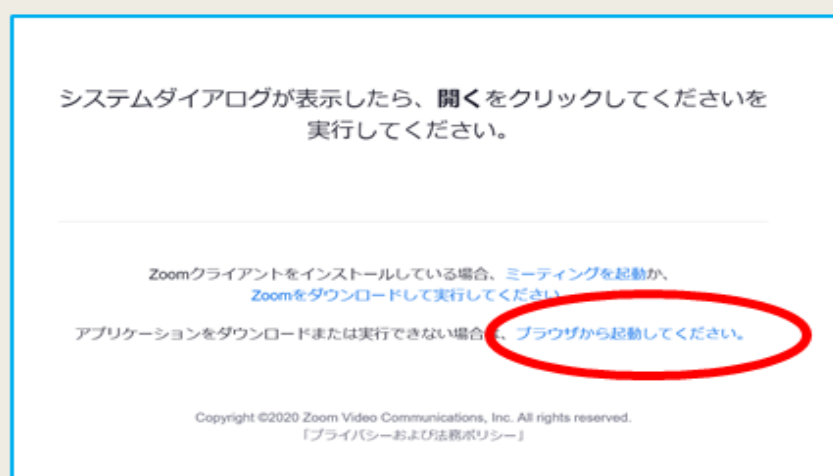 システムダイアログが表示したら、開くをクリックしてくださいを
実行してください。
Zoomクライアントをインストールしている場合、ミーティングを起動か、
Zoomをダウンロードして実行してください
アプリケーションをダウンロードまたは実行できない場合は、ブラウザから起動してください。
Copyright ©2020 Zoom Video Communications, Inc. All rights reserved.
「プライバシーおよび法務ポリシー」